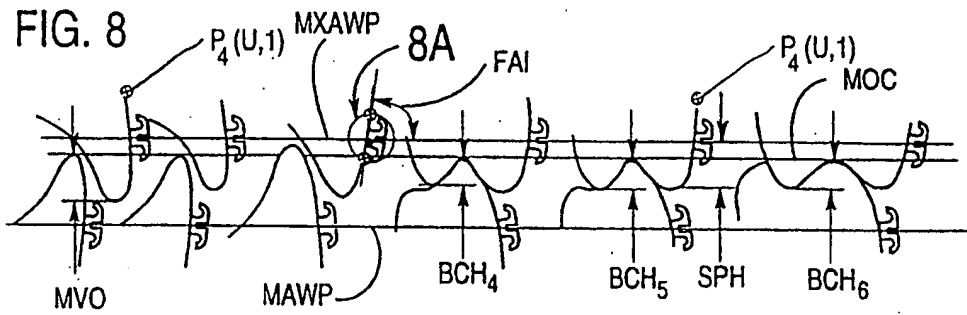 FIG. 8
P4(U,1)
MXAWP
8A
FAI
P4(U,1)
MOC
MVO
MAWP
BCH4
BCH5
SPH
BCH6